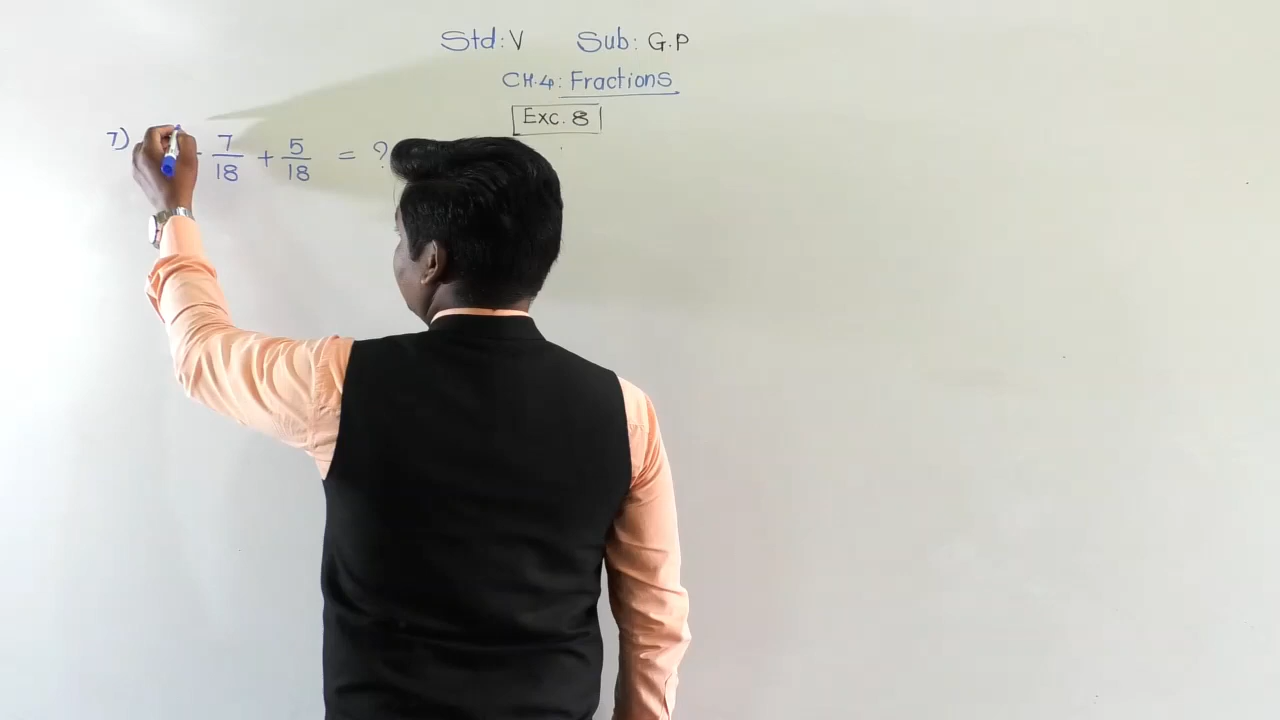 Std: V Sub: G.P
CH.4: Fractions
Exc. 8
7) 7/18 + 5/18 = ?